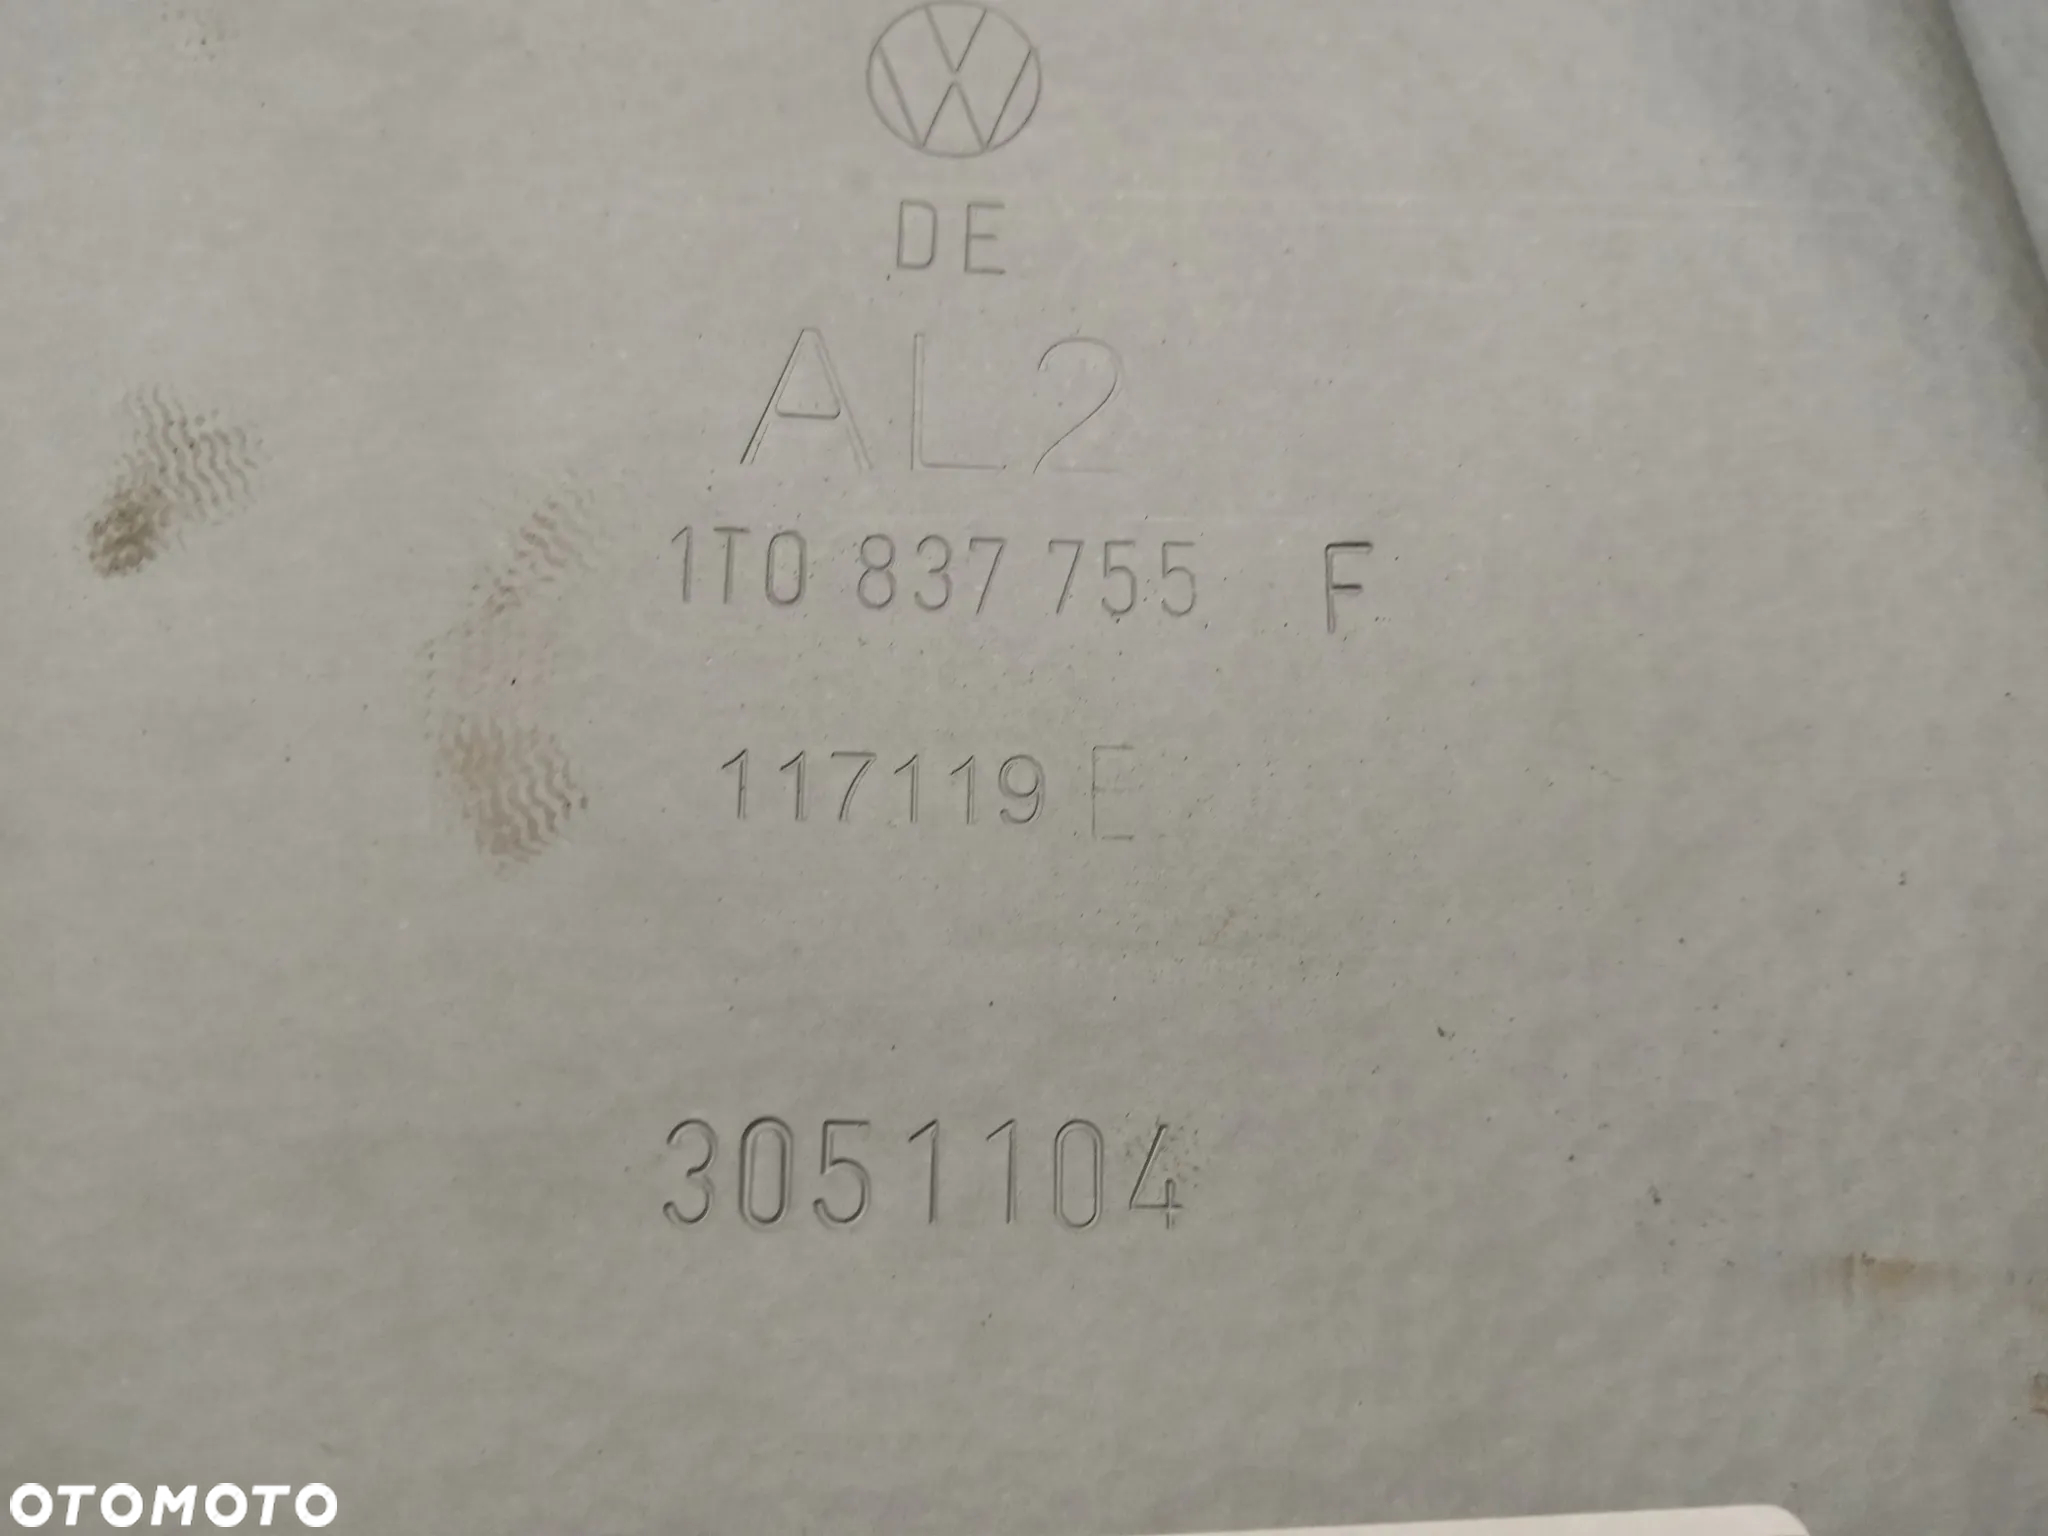 DE
AL2
1T0 837 755 F
117119 E
3051104
OTOMOTO